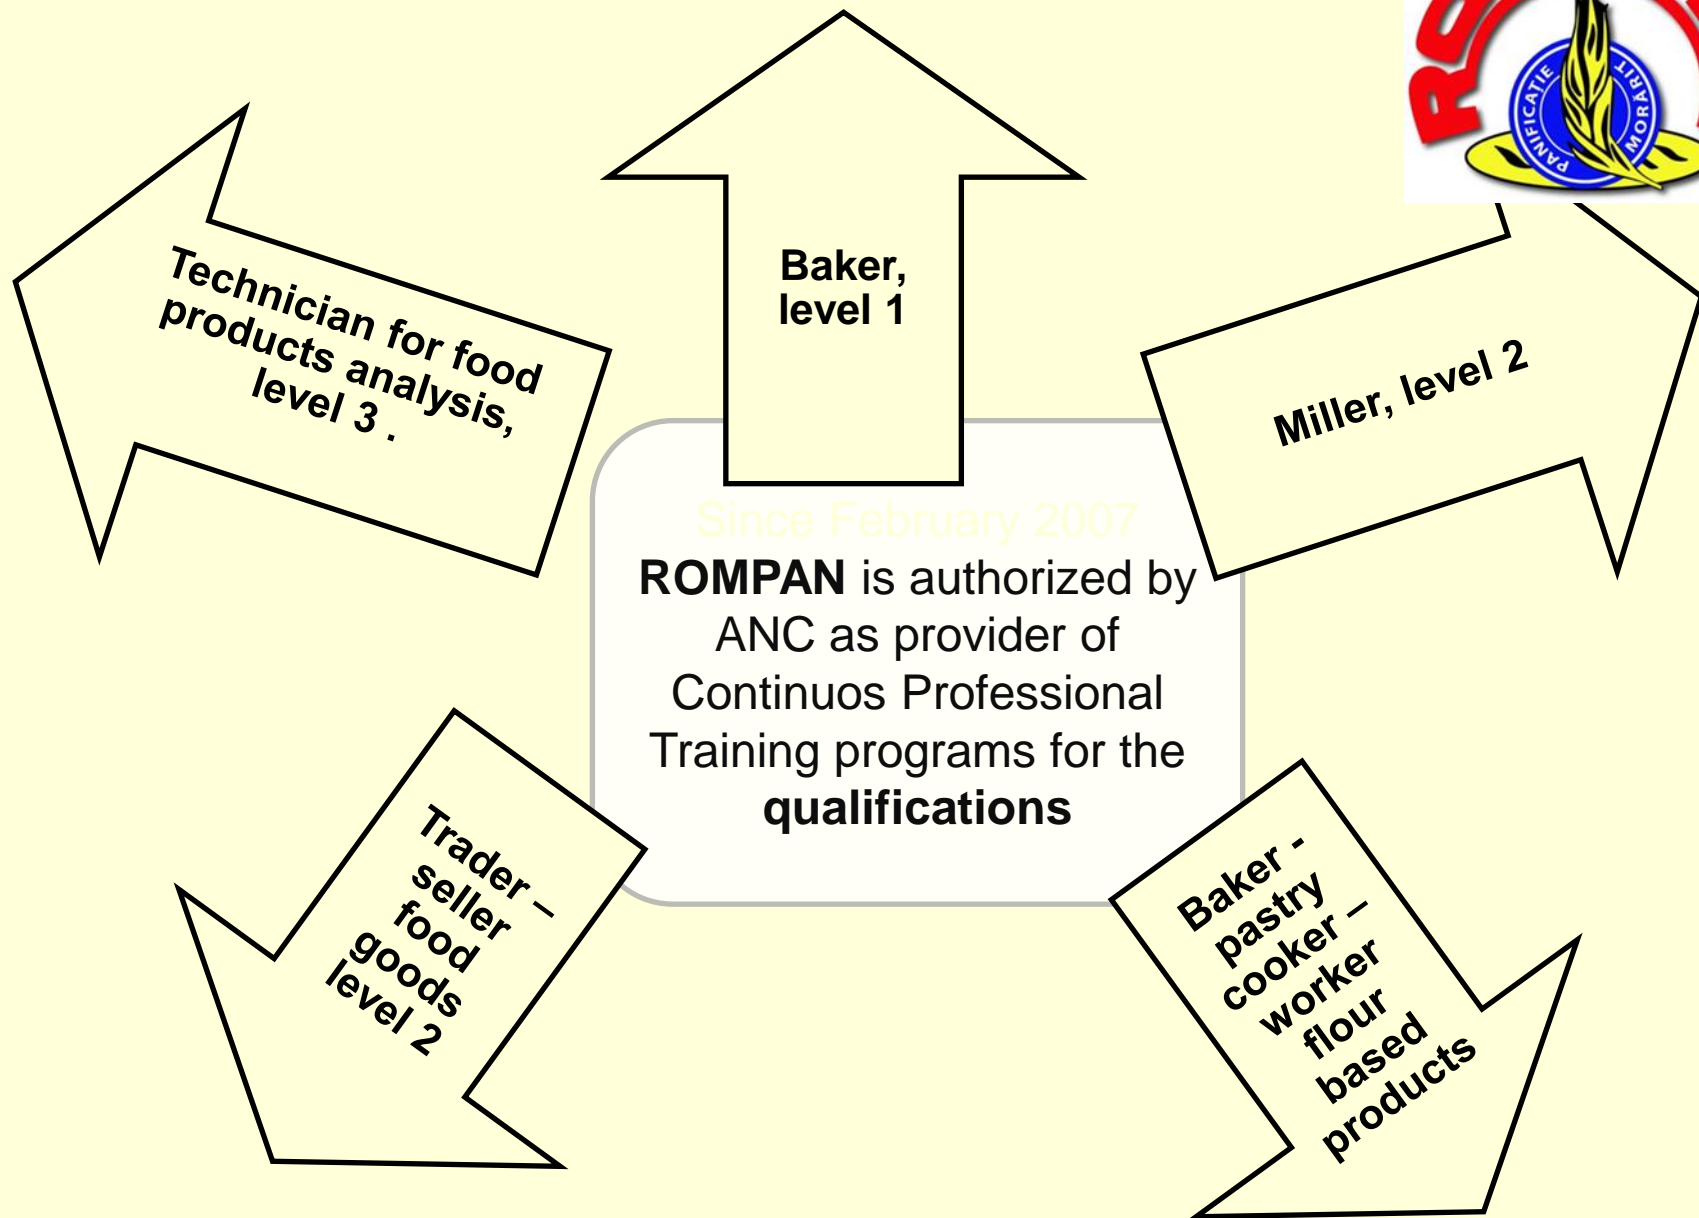 PANIFICATIE
MORĂRIT
Baker,
level 1
Technician for food
products analysis,
level 3 .
Miller, level 2
Since February 2007
ROMPAN is authorized by
ANC as provider of
Continuos Professional
Training programs for the
qualifications
Trader –
seller
food
goods
level 2
Baker -
pastry
cooker –
worker
flour
based
products